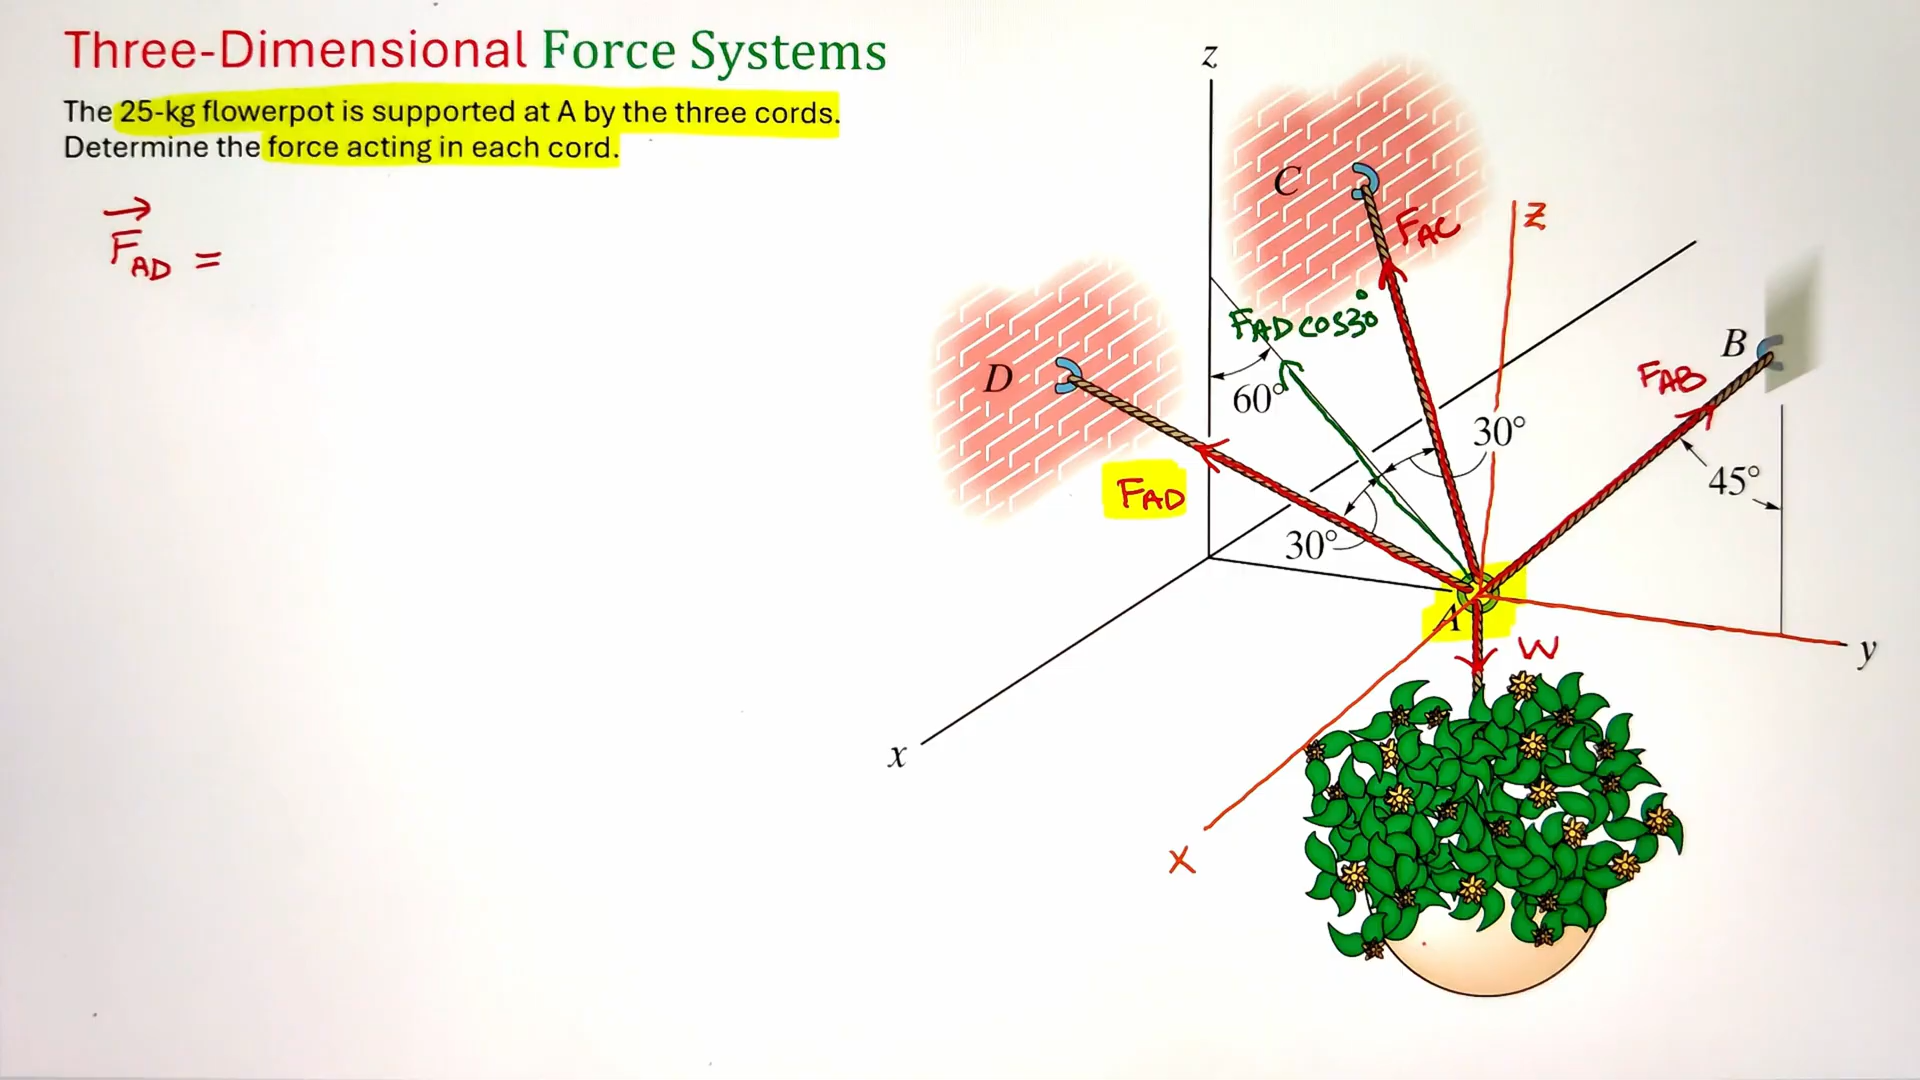 Three-Dimensional Force Systems
The 25-kg flowerpot is supported at A by the three cords.
Determine the force acting in each cord.
F⃗AD =
z
C
FAC
z
FAD cos30°
D
B
FAB
60°
30°
45°
FAD
30°
A
W
y
x
x